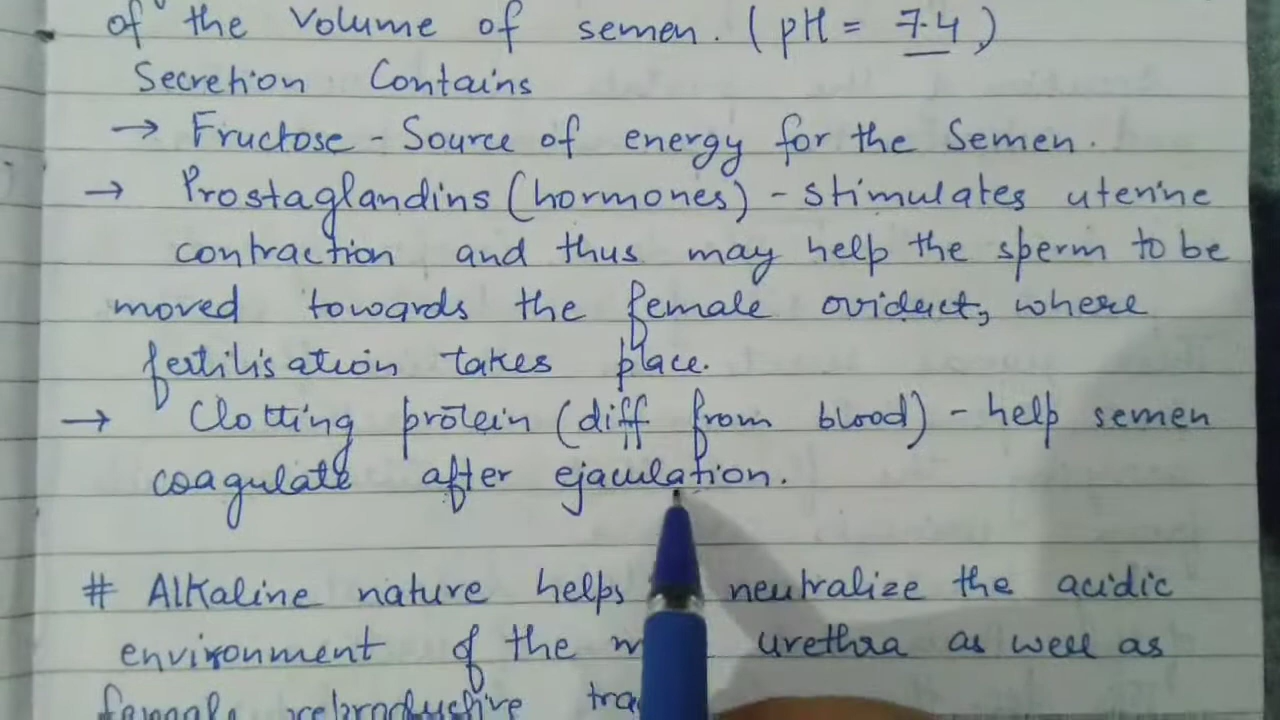 of the volume of semen. (pH = 7.4)
Secretion Contains
→ Fructose - Source of energy for the Semen.
→ Prostaglandins (hormones) - stimulates uterine
contraction and thus may help the sperm to be
moved towards the female oviduct, where
fertilisation takes place.
→ Clotting protein (diff from blood) - help semen
coagulate after ejaculation.
# Alkaline nature helps neutralize the acidic
environment of the urethra as well as
female reproductive